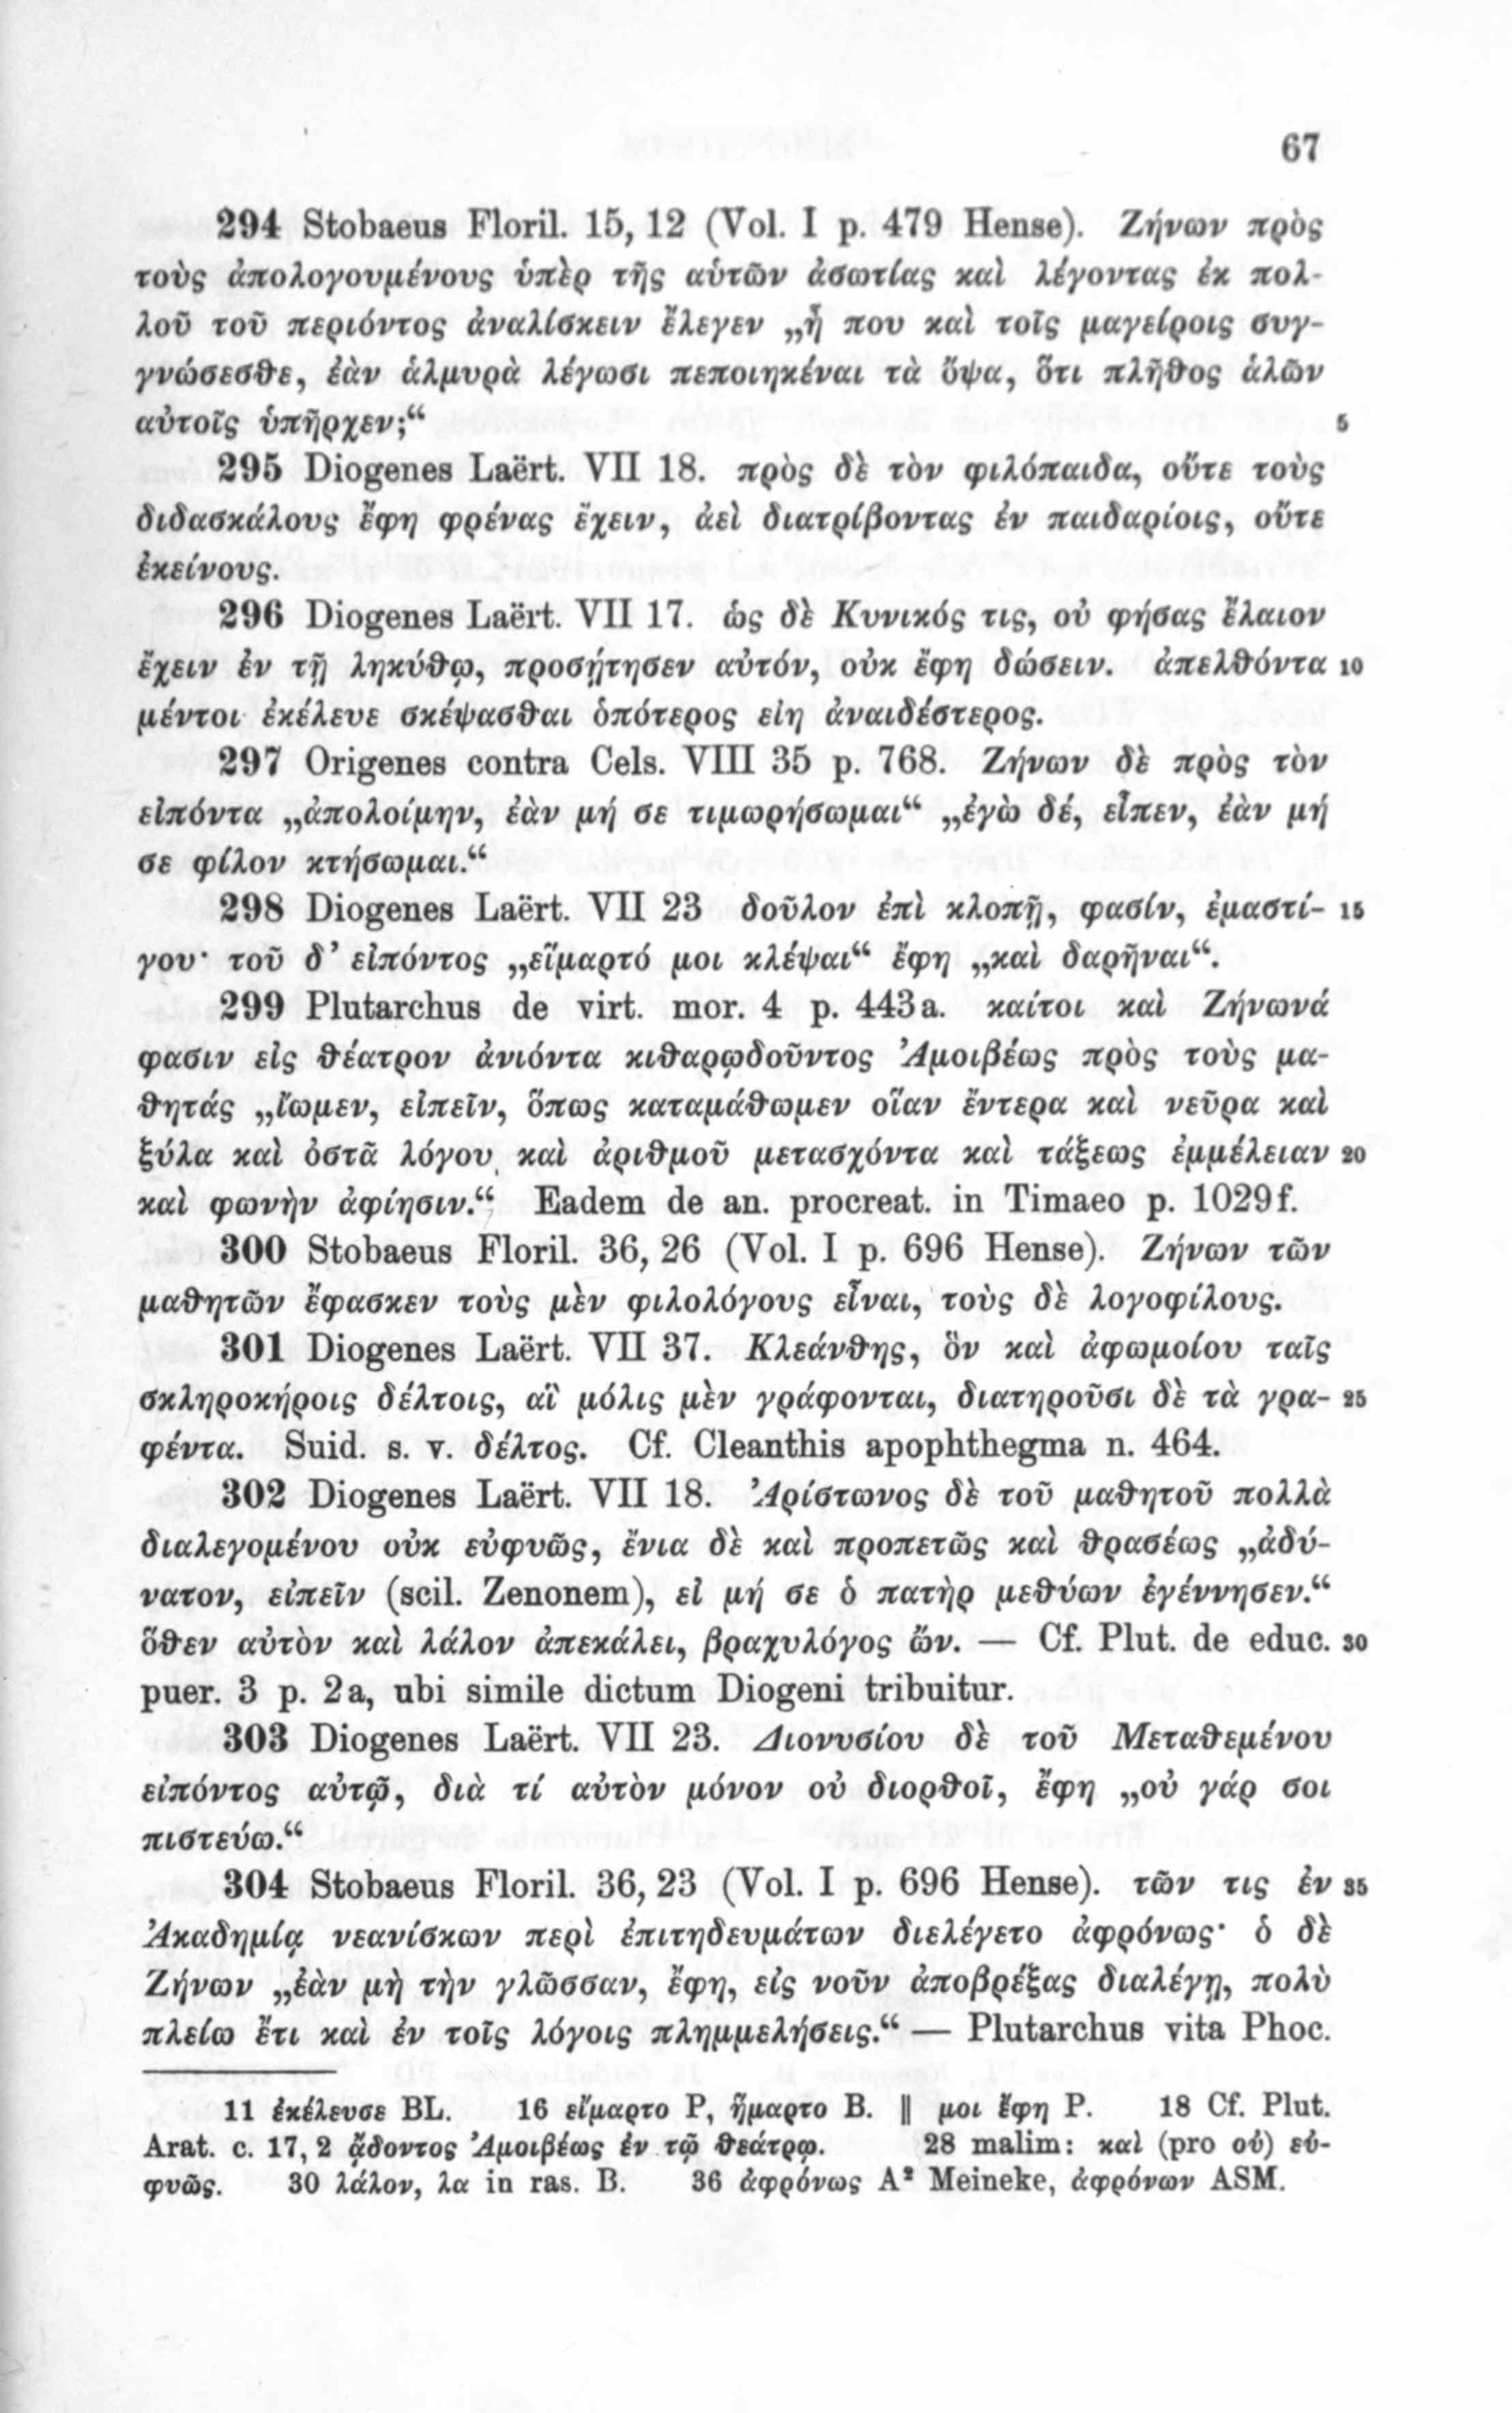 67
294 Stobaeus Floril. 15, 12 (Vol. I p. 479 Hense). Ζήνων πρὸς
τοὺς ἀπολογουμένους ὑπὲρ τῆς αὑτῶν ἀσωτίας καὶ λέγοντας ἐκ πολ-
λοῦ τοῦ περιόντος ἀναλίσκειν ἔλεγεν „ἦ που καὶ τοῖς μαγείροις συγ-
γνώσεσθε, ἐὰν ἁλμυρὰ λέγωσι πεποιηκέναι τὰ ὄψα, ὅτι πλῆθος ἁλῶν
αὐτοῖς ὑπῆρχεν;“ 5
295 Diogenes Laërt. VII 18. πρὸς δὲ τὸν φιλόπαιδα, οὔτε τοὺς
διδασκάλους ἔφη φρένας ἔχειν, ἀεὶ διατρίβοντας ἐν παιδαρίοις, οὔτε
ἐκείνους.
296 Diogenes Laërt. VII 17. ὡς δὲ Κυνικός τις, οὐ φήσας ἔλαιον
ἔχειν ἐν τῇ ληκύθῳ, προσῄτησεν αὐτόν, οὐκ ἔφη δώσειν. ἀπελθόντα 10
μέντοι ἐκέλευε σκέψασθαι ὁπότερος εἴη ἀναιδέστερος.
297 Origenes contra Cels. VIII 35 p. 768. Ζήνων δὲ πρὸς τὸν
εἰπόντα „ἀπολοίμην, ἐὰν μή σε τιμωρήσωμαι“ „ἐγὼ δέ, εἶπεν, ἐὰν μή
σε φίλον κτήσωμαι.“
298 Diogenes Laërt. VII 23 δοῦλον ἐπὶ κλοπῇ, φασίν, ἐμαστί- 15
γου· τοῦ δ’ εἰπόντος „εἵμαρτό μοι κλέψαι“ ἔφη „καὶ δαρῆναι“.
299 Plutarchus de virt. mor. 4 p. 443a. καίτοι καὶ Ζήνωνά
φασιν εἰς θέατρον ἀνιόντα κιθαρῳδοῦντος Ἀμοιβέως πρὸς τοὺς μα-
θητάς „ἴωμεν, εἰπεῖν, ὅπως καταμάθωμεν οἵαν ἔντερα καὶ νεῦρα καὶ
ξύλα καὶ ὀστᾶ λόγου καὶ ἀριθμοῦ μετασχόντα καὶ τάξεως ἐμμέλειαν 20
καὶ φωνὴν ἀφίησιν.“ Eadem de an. procreat. in Timaeo p. 1029f.
300 Stobaeus Floril. 36, 26 (Vol. I p. 696 Hense). Ζήνων τῶν
μαθητῶν ἔφασκεν τοὺς μὲν φιλολόγους εἶναι, τοὺς δὲ λογοφίλους.
301 Diogenes Laërt. VII 37. Κλεάνθης, ὃν καὶ ἀφωμοίου ταῖς
σκληροκήροις δέλτοις, αἳ μόλις μὲν γράφονται, διατηροῦσι δὲ τὰ γρα- 25
φέντα. Suid. s. v. δέλτος. Cf. Cleanthis apophthegma n. 464.
302 Diogenes Laërt. VII 18. Ἀρίστωνος δὲ τοῦ μαθητοῦ πολλὰ
διαλεγομένου οὐκ εὐφυῶς, ἔνια δὲ καὶ προπετῶς καὶ θρασέως „ἀδύ-
νατον, εἰπεῖν (scil. Zenonem), εἰ μή σε ὁ πατὴρ μεθύων ἐγέννησεν.“
ὅθεν αὐτὸν καὶ λάλον ἀπεκάλει, βραχυλόγος ὤν. — Cf. Plut. de educ. 30
puer. 3 p. 2a, ubi simile dictum Diogeni tribuitur.
303 Diogenes Laërt. VII 23. Διονυσίου δὲ τοῦ Μεταθεμένου
εἰπόντος αὐτῷ, διὰ τί αὐτὸν μόνον οὐ διορθοῖ, ἔφη „οὐ γάρ σοι
πιστεύω.“
304 Stobaeus Floril. 36, 23 (Vol. I p. 696 Hense). τῶν τις ἐν 35
Ἀκαδημίᾳ νεανίσκων περὶ ἐπιτηδευμάτων διελέγετο ἀφρόνως· ὁ δὲ
Ζήνων „ἐὰν μὴ τὴν γλῶσσαν, ἔφη, εἰς νοῦν ἀποβρέξας διαλέγῃ, πολὺ
πλείω ἔτι καὶ ἐν τοῖς λόγοις πλημμελήσεις.“ — Plutarchus vita Phoc.
11 ἐκέλευσε BL. 16 εἵμαρτο P, ἥμαρτο B. ‖ μοι ἔφη P. 18 Cf. Plut.
Arat. c. 17, 2 ᾄδοντος Ἀμοιβέως ἐν τῷ θεάτρῳ. 28 malim: καὶ (pro οὐ) εὐ-
φυῶς. 30 λάλον, λα in ras. B. 36 ἀφρόνως A² Meineke, ἀφρόνων ASM.